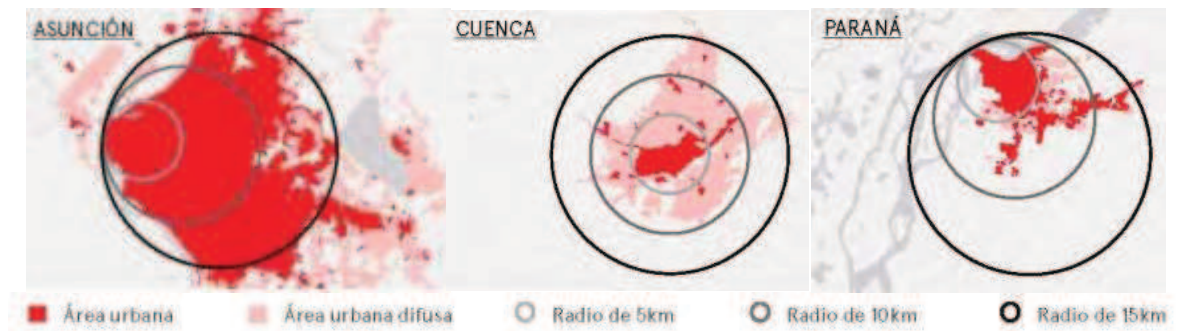 ASUNCIÓN
CUENCA
PARANÁ
Área urbana
Área urbana difusa
Radio de 5km
Radio de 10km
Radio de 15km